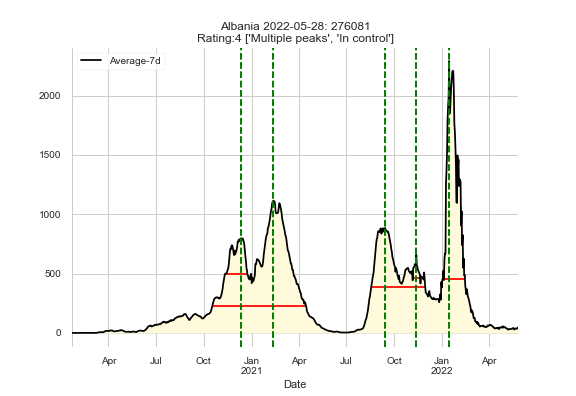 Albania 2022-05-28: 276081
Rating:4 ['Multiple peaks', 'In control']
Average-7d
2000
1500
1000
500
0
Apr Jul Oct Jan Apr Jul Oct Jan Apr
2021 2022
Date